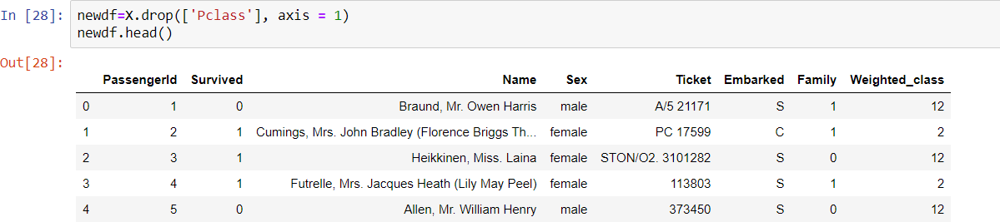 In [28]: newdf=X.drop(['Pclass'], axis = 1)
newdf.head()
Out[28]:
PassengerId Survived Name Sex Ticket Embarked Family Weighted_class
0 1 0 Braund, Mr. Owen Harris male A/5 21171 S 1 12
1 2 1 Cumings, Mrs. John Bradley (Florence Briggs Th... female PC 17599 C 1 2
2 3 1 Heikkinen, Miss. Laina female STON/O2. 3101282 S 0 12
3 4 1 Futrelle, Mrs. Jacques Heath (Lily May Peel) female 113803 S 1 2
4 5 0 Allen, Mr. William Henry male 373450 S 0 12